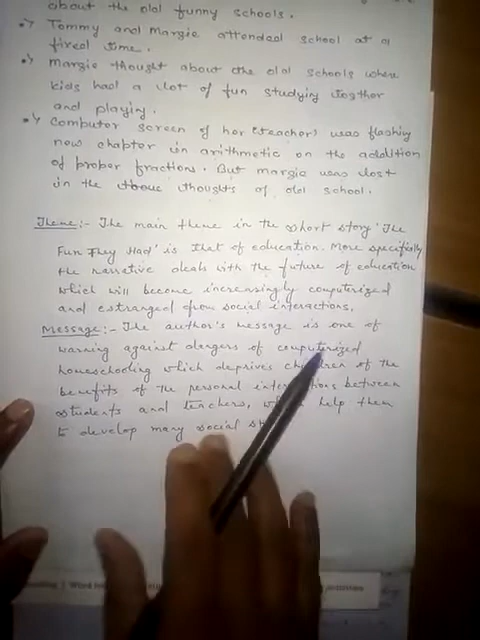 about the old funny schools.
Tommy and Margie attended school at a
fixed time.
Margie thought about the old schools where
kids had a lot of fun studying together
and playing.
Computer screen of her (teacher) was flashing
new chapter in arithmetic on the addition
of proper fractions. But margie was lost
in the thoughts of old school.
Theme:- The main theme in the short story 'The
Fun They Had' is that of education. More specifically
the narrative deals with the future of education
which will become increasingly computerized
and estranged from social interactions.
Message:- The author's message is one of
warning against dangers of computerized
homeschooling which deprives children of the
benefits of the personal interactions between
students and teachers, help them
to develop many social